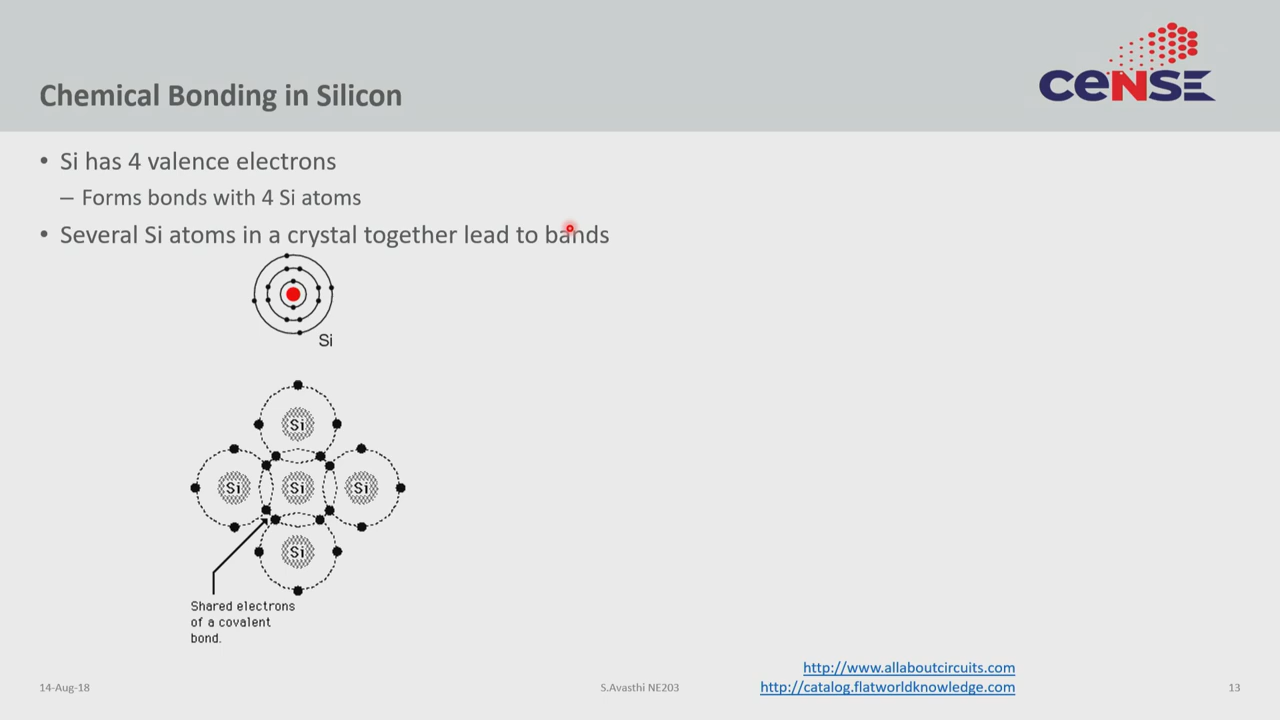 CeNSE
Chemical Bonding in Silicon
• Si has 4 valence electrons
– Forms bonds with 4 Si atoms
• Several Si atoms in a crystal together lead to bands
Si
Si
Si
Si
Si
Si
Shared electrons
of a covalent
bond.
http://www.allaboutcircuits.com
14-Aug-18
S.Avasthi NE203
http://catalog.flatworldknowledge.com
13